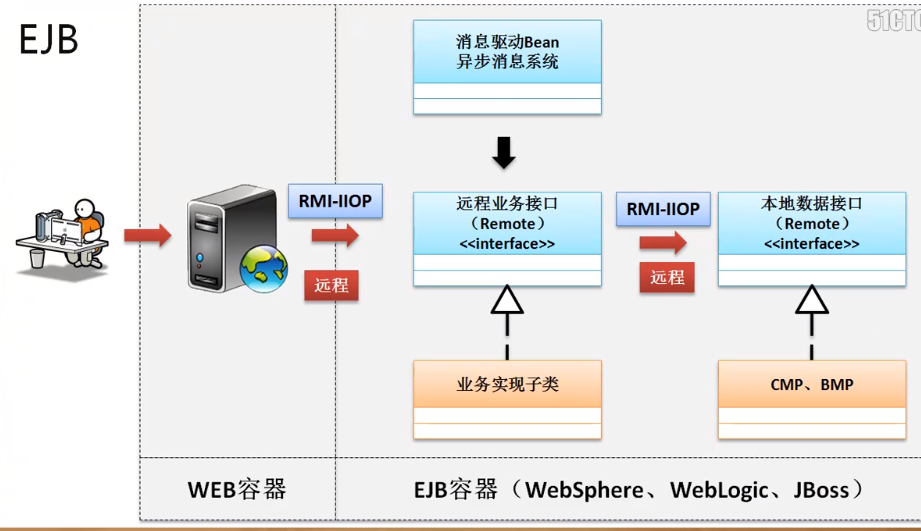 EJB
51CTO
消息驱动Bean
异步消息系统
RMI-IIOP
远程业务接口
（Remote）
<<interface>>
RMI-IIOP
本地数据接口
（Remote）
<<interface>>
远程
远程
业务实现子类
CMP、BMP
WEB容器
EJB容器（WebSphere、WebLogic、JBoss）